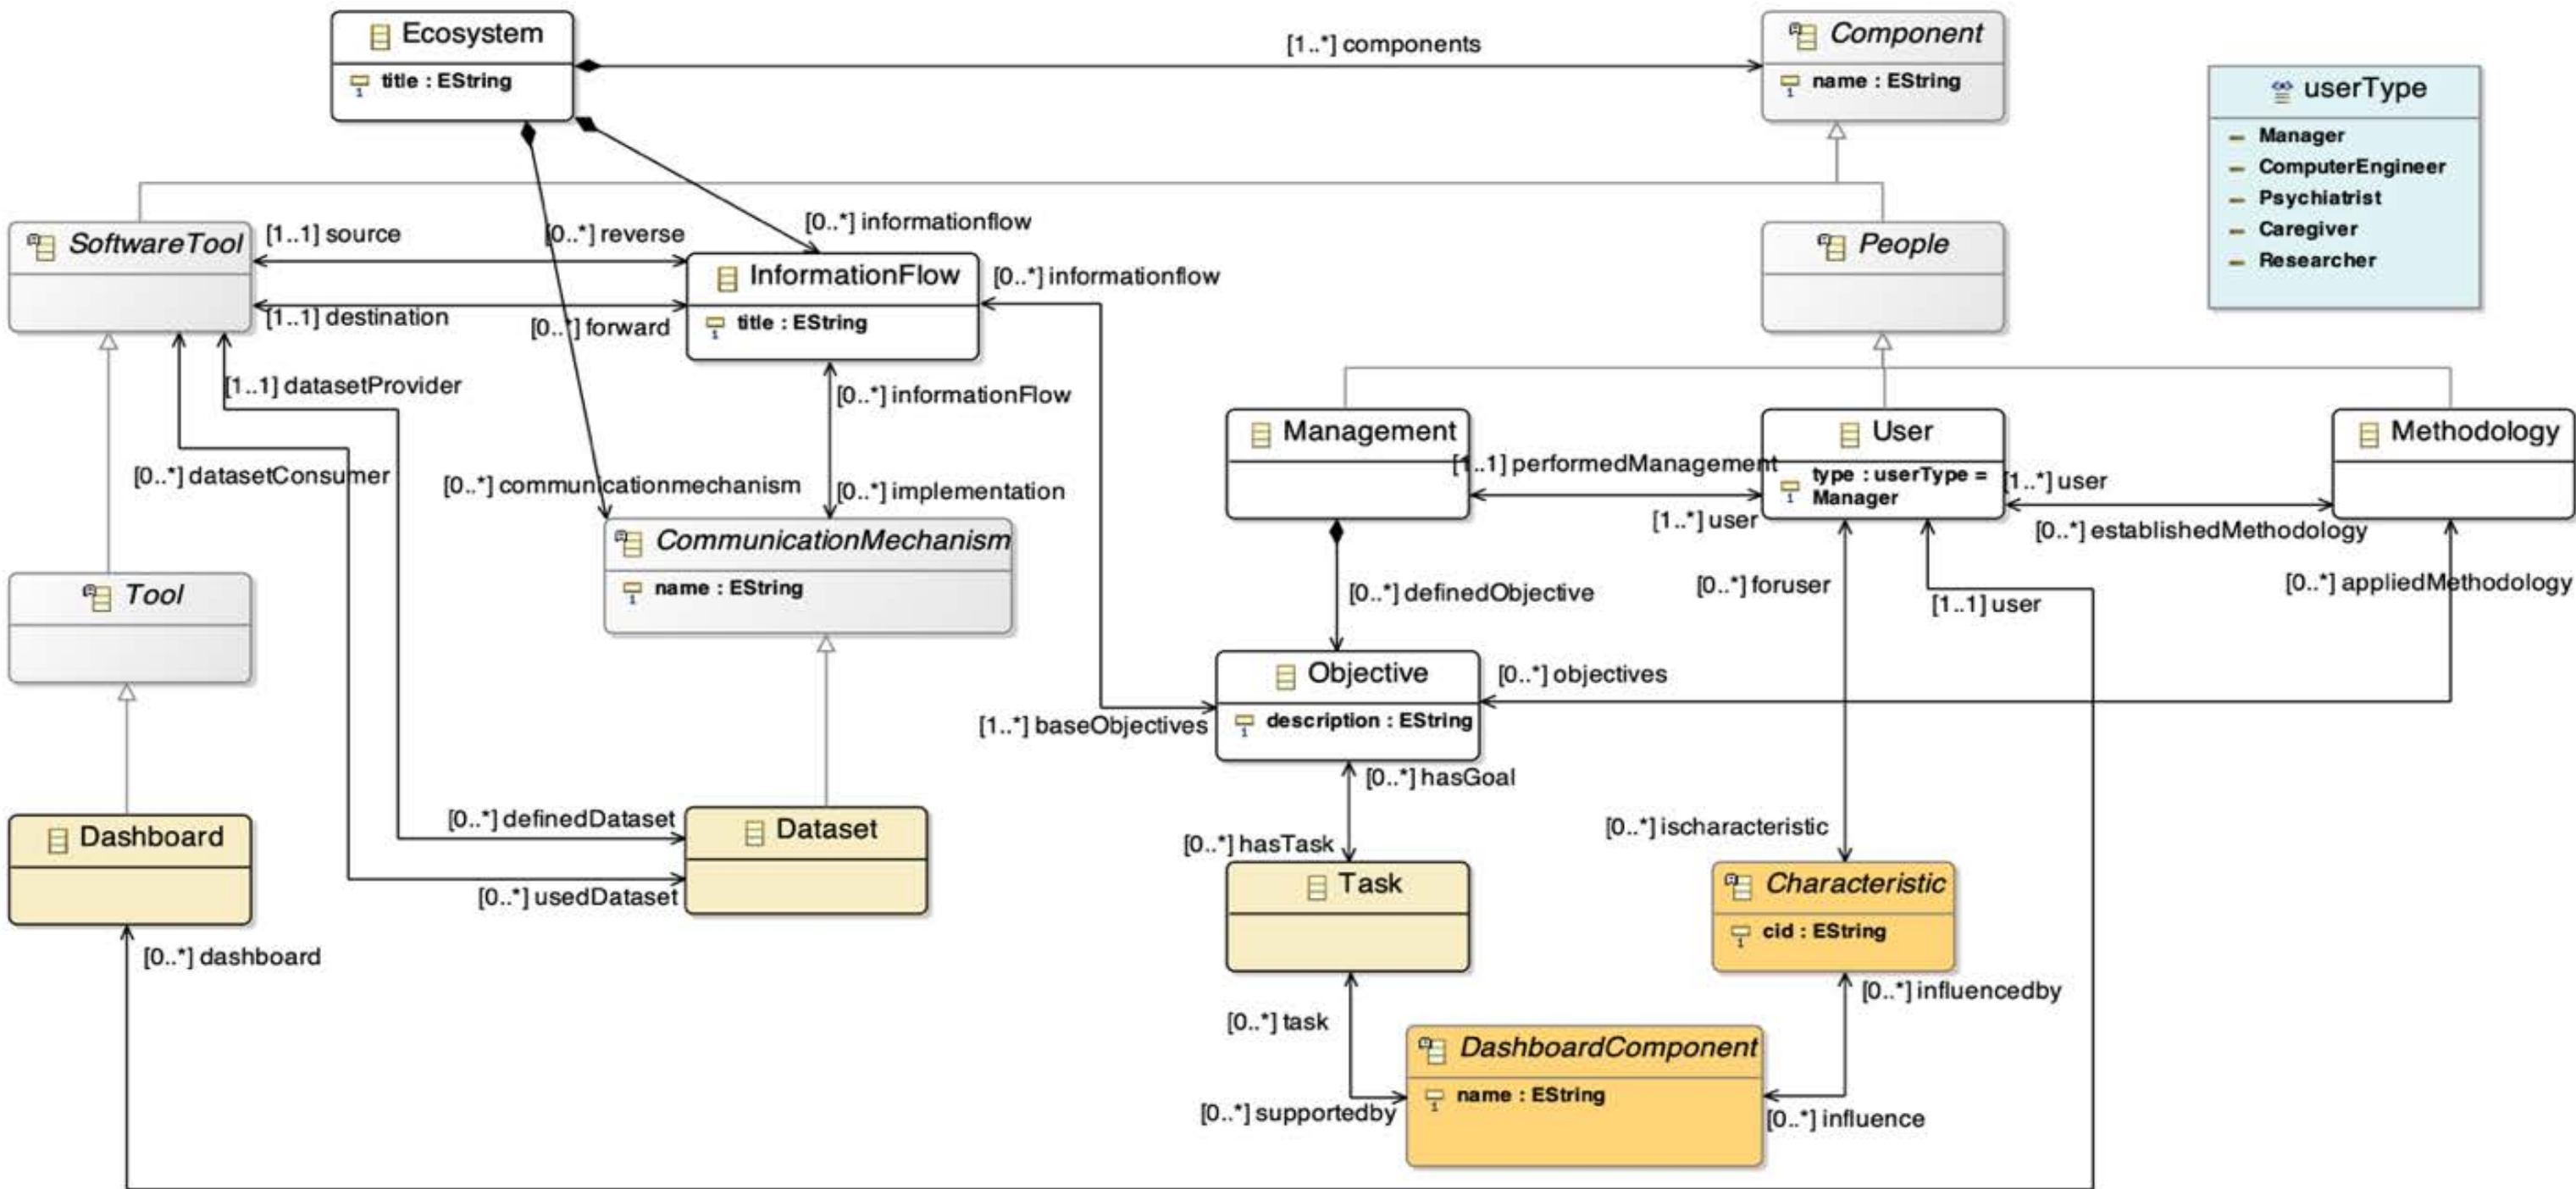 Ecosystem
title : EString
[1..*] components
Component
name : EString
userType
Manager
ComputerEngineer
Psychiatrist
Caregiver
Researcher
SoftwareTool
[1..1] source
[0..*] reverse
[0..*] informationflow
InformationFlow
title : EString
[0..*] informationflow
People
[1..1] destination
[0..*] forward
[1..1] datasetProvider
[0..*] informationFlow
Management
User
type : userType =
Manager
Methodology
[0..*] datasetConsumer
[0..*] communicationmechanism
[0..*] implementation
[1..1] performedManagement
[1..*] user
[1..*] user
[0..*] establishedMethodology
CommunicationMechanism
name : EString
Tool
[0..*] definedObjective
[0..*] foruser
[1..1] user
[0..*] appliedMethodology
Objective
description : EString
[0..*] objectives
[1..*] baseObjectives
[0..*] hasGoal
Dashboard
[0..*] definedDataset
Dataset
[0..*] usedDataset
[0..*] hasTask
[0..*] ischaracteristic
Task
Characteristic
cid : EString
[0..*] dashboard
[0..*] task
[0..*] influencedby
DashboardComponent
name : EString
[0..*] supportedby
[0..*] influence